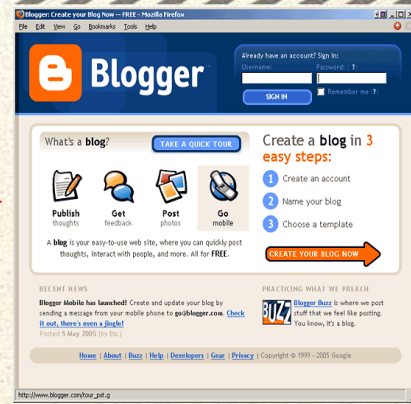 Blogger: Create your Blog Now -- FREE - Mozilla Firefox
File Edit View Go Bookmarks Tools Help
Blogger
Already have an account? Sign In:
Username: Password: (?)
SIGN IN
Remember me (?)
What's a blog?
TAKE A QUICK TOUR
Publish
thoughts
Get
feedback
Post
photos
Go
mobile
A blog is your easy-to-use web site, where you can quickly post
thoughts, interact with people, and more. All for FREE.
Create a blog in 3
easy steps:
1 Create an account
2 Name your blog
3 Choose a template
CREATE YOUR BLOG NOW
RECENT NEWS
Blogger Mobile has launched! Create and update your blog by
sending a message from your mobile phone to go@blogger.com. Check
it out, there's even a jingle!
Posted 5 May 2005 (by Bic.)
PRACTICING WHAT WE PREACH
BUZZ
Blogger Buzz is where we post
stuff that we feel like posting.
You know, it's a blog.
Home | About | Buzz | Help | Developers | Gear | Privacy | Copyright © 1999 - 2005 Google
http://www.blogger.com/tour_pst.g